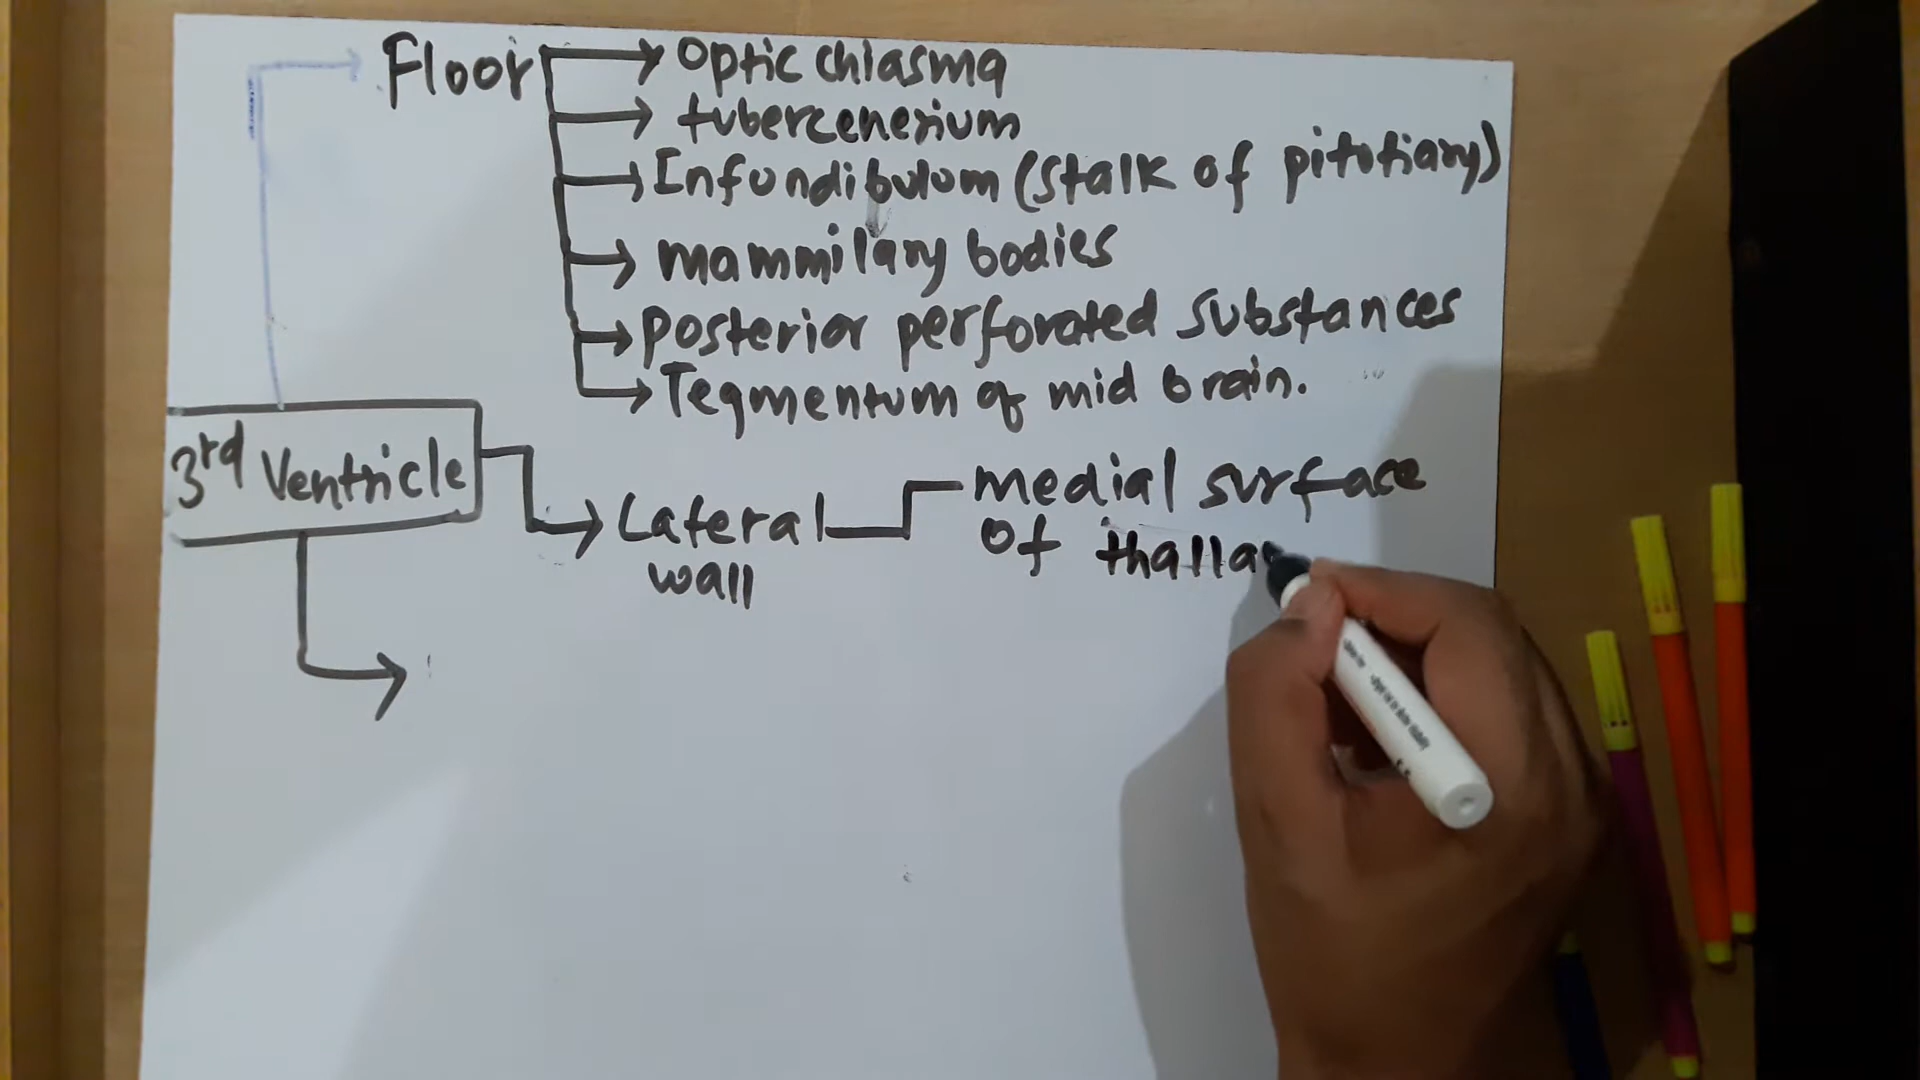 Floor
Optic chiasma
tubercenerium
Infundibulum (stalk of pitutiary)
mammilary bodies
posterior perforated substances
Tegmentum of mid brain.
3rd Ventricle
Lateral wall
medial surface
of thalla